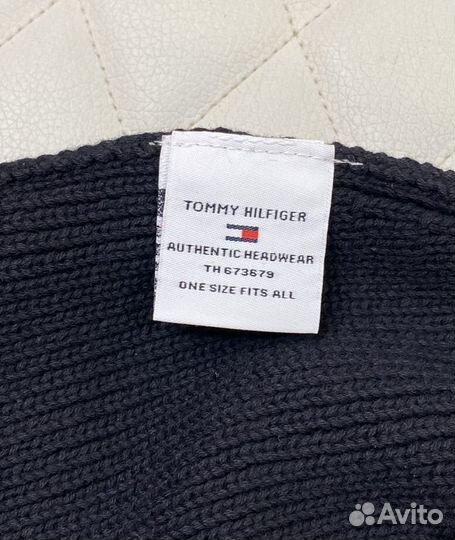 TOMMY HILFIGER
AUTHENTIC HEADWEAR
TH 673679
ONE SIZE FITS ALL
Avito